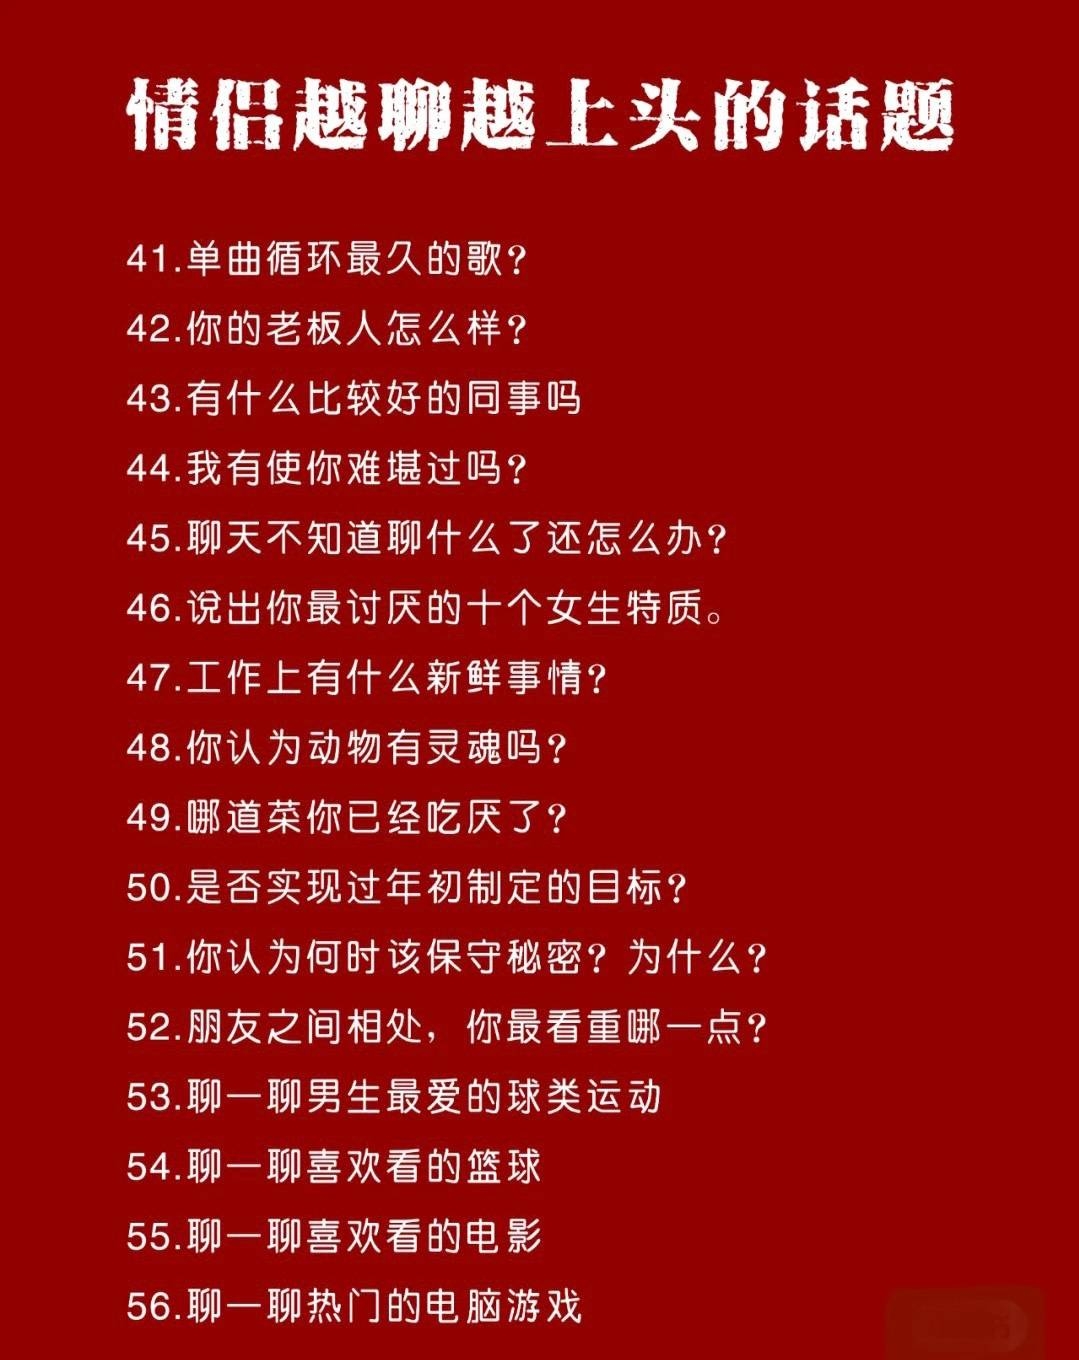 情侣越聊越上头的话题
41.单曲循环最久的歌?
42.你的老板人怎么样?
43.有什么比较好的同事吗
44.我有使你难堪过吗?
45.聊天不知道聊什么了还怎么办?
46.说出你最讨厌的十个女生特质。
47.工作上有什么新鲜事情?
48.你认为动物有灵魂吗?
49.哪道菜你已经吃厌了?
50.是否实现过年初制定的目标?
51.你认为何时该保守秘密? 为什么?
52.朋友之间相处，你最看重哪一点?
53.聊一聊男生最爱的球类运动
54.聊一聊喜欢看的篮球
55.聊一聊喜欢看的电影
56.聊一聊热门的电脑游戏